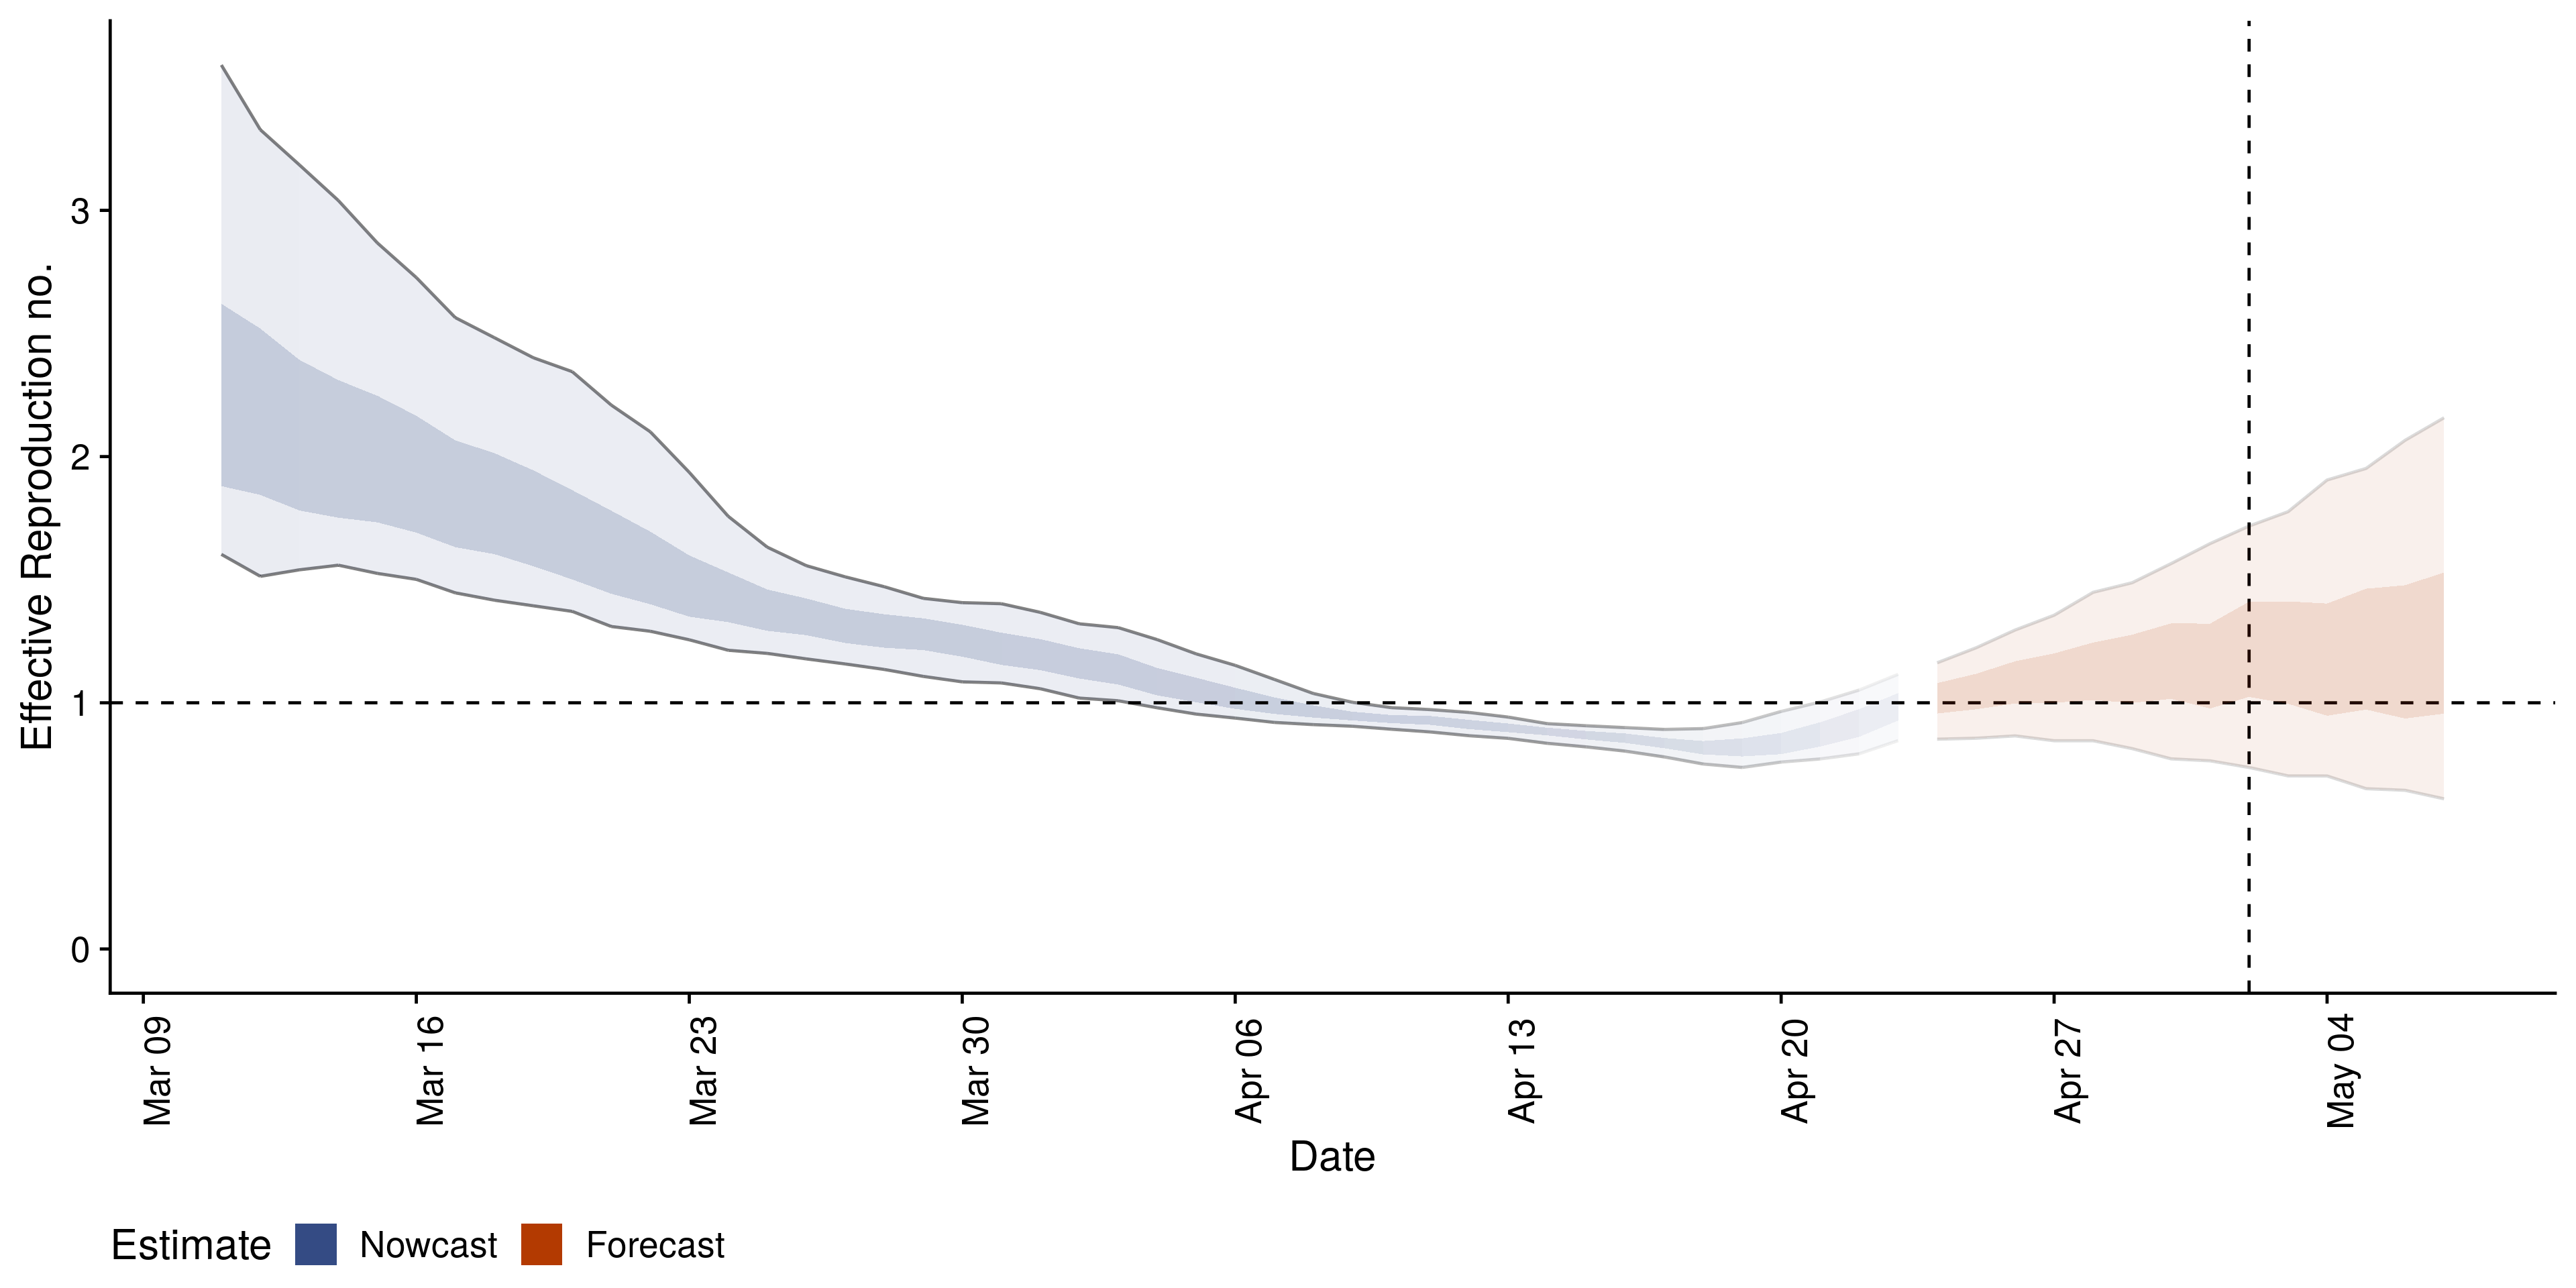 Effective Reproduction no.
3
2
1
0
Mar 09
Mar 16
Mar 23
Mar 30
Apr 06
Apr 13
Apr 20
Apr 27
May 04
Date
Estimate Nowcast Forecast